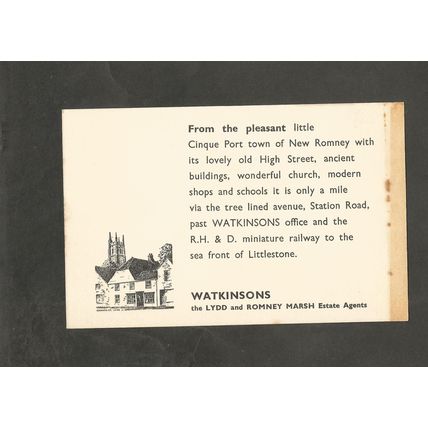 From the pleasant little
Cinque Port town of New Romney with
its lovely old High Street, ancient
buildings, wonderful church, modern
shops and schools it is only a mile
via the tree lined avenue, Station Road,
past WATKINSONS office and the
R.H. & D. miniature railway to the
sea front of Littlestone.
WATKINSONS
the LYDD and ROMNEY MARSH Estate Agents